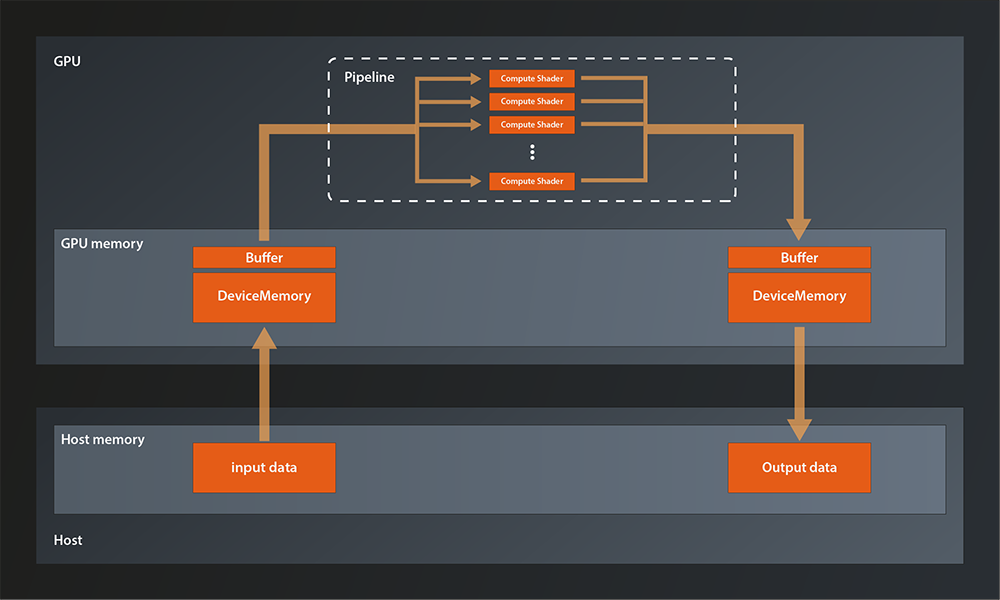 GPU
Pipeline
Compute Shader
Compute Shader
Compute Shader
Compute Shader
GPU memory
Buffer
Buffer
DeviceMemory
DeviceMemory
Host memory
input data
Output data
Host